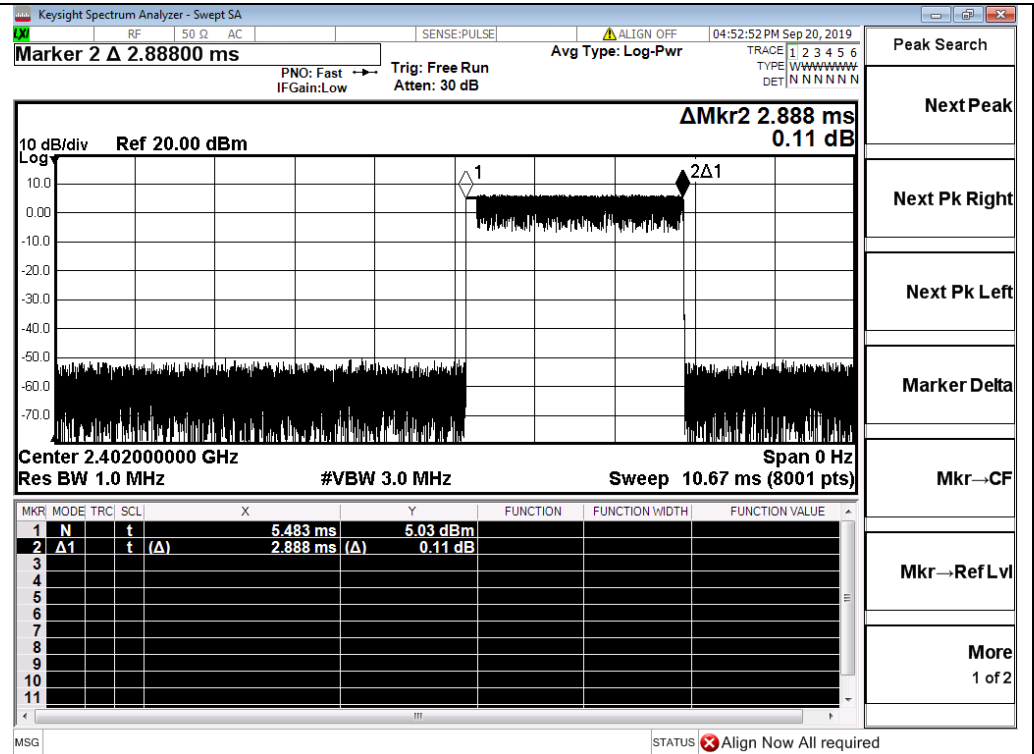 Keysight Spectrum Analyzer - Swept SA
LXI RF 50 Ω AC SENSE:PULSE ALIGN OFF 04:52:52 PM Sep 20, 2019
Marker 2 Δ 2.88800 ms
PNO: Fast
IFGain:Low
Trig: Free Run
Atten: 30 dB
Avg Type: Log-Pwr
TRACE 1 2 3 4 5 6
TYPE WWWWWW
DET N N N N N N
ΔMkr2 2.888 ms
0.11 dB
10 dB/div Ref 20.00 dBm
Log
10.0
0.00
-10.0
-20.0
-30.0
-40.0
-50.0
-60.0
-70.0
1
2Δ1
Center 2.402000000 GHz Span 0 Hz
Res BW 1.0 MHz #VBW 3.0 MHz Sweep 10.67 ms (8001 pts)
MKR MODE TRC SCL X Y FUNCTION FUNCTION WIDTH FUNCTION VALUE
1 N t 5.483 ms 5.03 dBm
2 Δ1 t (Δ) 2.888 ms (Δ) 0.11 dB
3
4
5
6
7
8
9
10
11
MSG STATUS Align Now All required
Peak Search
Next Peak
Next Pk Right
Next Pk Left
Marker Delta
Mkr→CF
Mkr→Ref Lvl
More
1 of 2